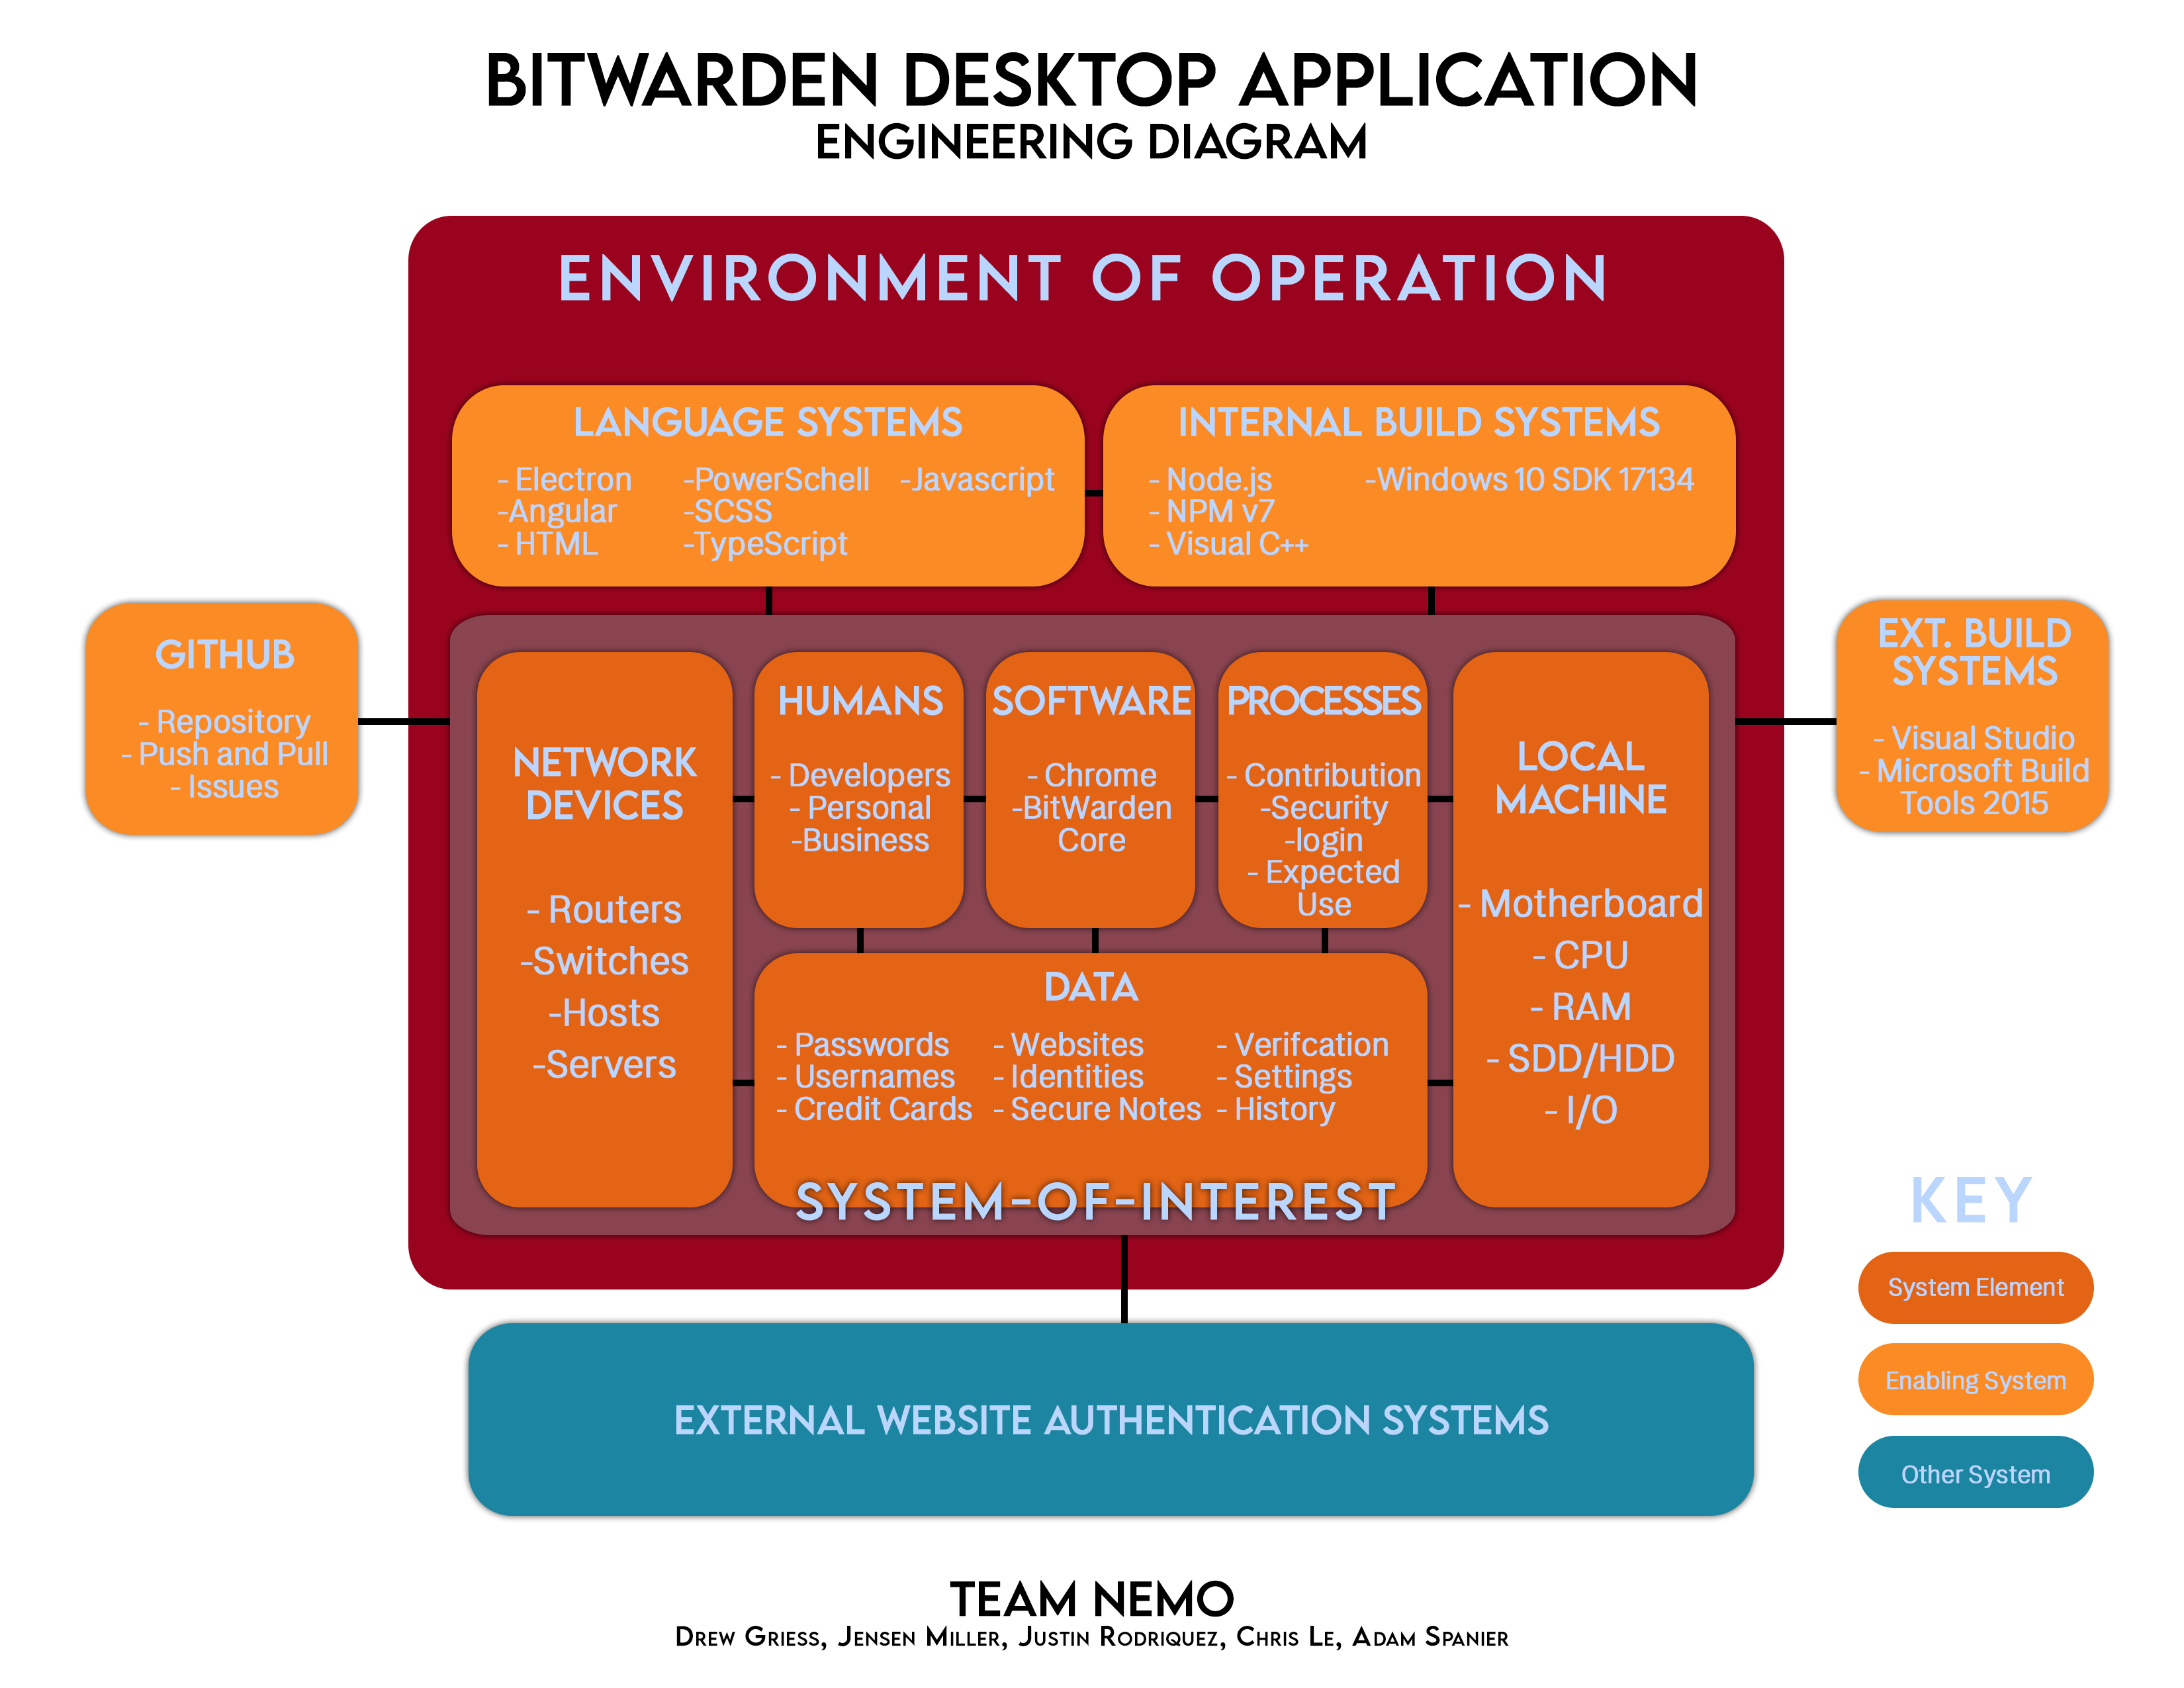 BITWARDEN DESKTOP APPLICATION
ENGINEERING DIAGRAM
ENVIRONMENT OF OPERATION
LANGUAGE SYSTEMS
- Electron
-Angular
- HTML
-PowerSchell
-SCSS
-TypeScript
-Javascript
INTERNAL BUILD SYSTEMS
- Node.js
- NPM v7
- Visual C++
-Windows 10 SDK 17134
GITHUB
- Repository
- Push and Pull
- Issues
EXT. BUILD
SYSTEMS
- Visual Studio
- Microsoft Build
Tools 2015
NETWORK
DEVICES
- Routers
-Switches
-Hosts
-Servers
HUMANS
- Developers
- Personal
-Business
SOFTWARE
- Chrome
-BitWarden
Core
PROCESSES
- Contribution
-Security
-login
- Expected
Use
LOCAL
MACHINE
- Motherboard
- CPU
- RAM
- SDD/HDD
- I/O
DATA
- Passwords
- Usernames
- Credit Cards
- Websites
- Identities
- Secure Notes
- Verifcation
- Settings
- History
SYSTEM-OF-INTEREST
KEY
System Element
Enabling System
Other System
EXTERNAL WEBSITE AUTHENTICATION SYSTEMS
TEAM NEMO
Drew Griess, Jensen Miller, Justin Rodriquez, Chris Le, Adam Spanier